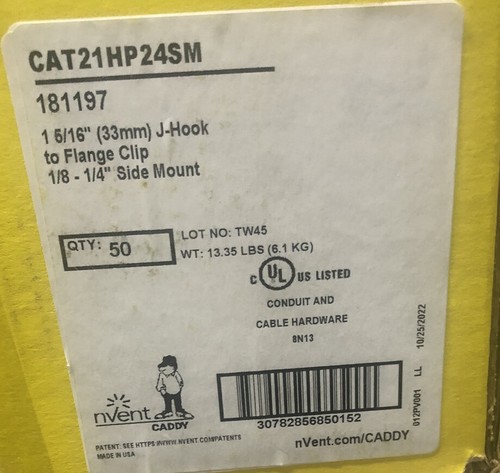 CAT21HP24SM
181197
1 5/16" (33mm) J-Hook
to Flange Clip
1/8 - 1/4" Side Mount
QTY: 50
LOT NO: TW45
WT: 13.35 LBS (6.1 KG)
C UL US LISTED
CONDUIT AND
CABLE HARDWARE
8N13
nVent
CADDY
30782856850152
012PV001 LL 10/25/2022
PATENT: SEE HTTPS://WWW.NVENT.COM/PATENTS
MADE IN USA
nVent.com/CADDY